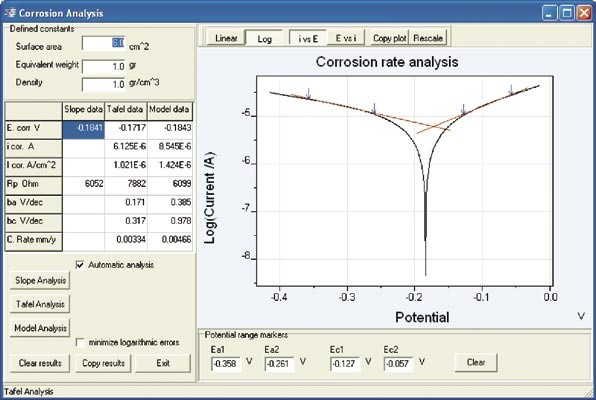 Corrosion Analysis
Defined constants
Surface area 6.0 cm^2
Equivalent weight 1.0 gr
Density 1.0 gr/cm^3
Linear Log i vs E E vs i Copy plot Rescale
Slope data Tafel data Model data
E. corr V -0.1841 -0.1717 -0.1843
i cor. A 6.125E-6 8.545E-6
I cor. A/cm^2 1.021E-6 1.424E-6
Rp Ohm 6052 7882 6099
ba V/dec 0.171 0.385
bc V/dec 0.317 0.978
C. Rate mm/y 0.00334 0.00466
Automatic analysis
Slope Analysis
Tafel Analysis
Model Analysis
minimize logarithmic errors
Clear results Copy results Exit
Corrosion rate analysis
Log(Current /A)
-5
-6
-7
-8
-0.4 -0.3 -0.2 -0.1 0.0
Potential V
Potential range markers
Ea1 Ea2 Ec1 Ec2
-0.358 V -0.261 V -0.127 V -0.057 V Clear
Tafel Analysis